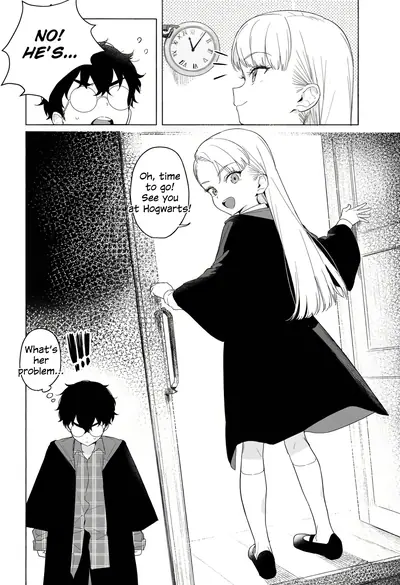 NO!
HE'S...
Oh, time
to go!
See you
at Hogwarts!
What's
her
problem...
!!!